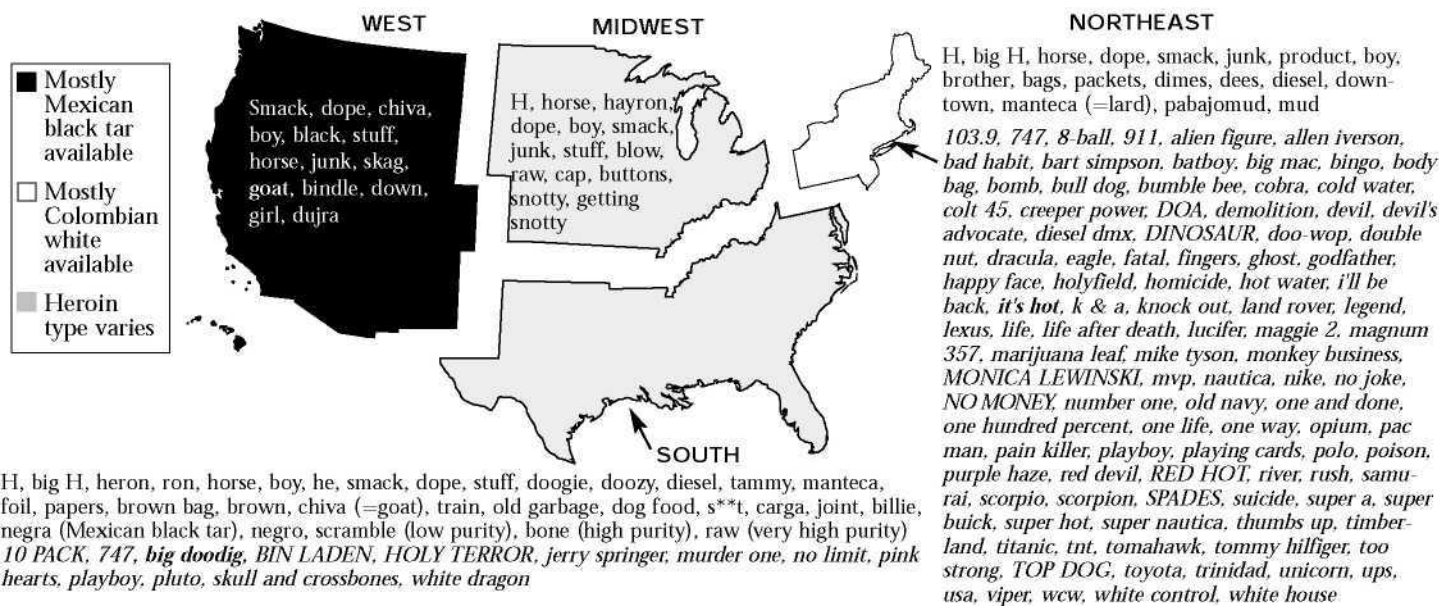 WEST
MIDWEST
NORTHEAST
Mostly
Mexican
black tar
available
Mostly
Colombian
white
available
Heroin
type varies
Smack, dope, chiva,
boy, black, stuff,
horse, junk, skag,
goat, bindle, down,
girl, dujra
H, horse, hayron,
dope, boy, smack,
junk, stuff, blow,
raw, cap, buttons,
snotty, getting
snotty
H, big H, horse, dope, smack, junk, product, boy,
brother, bags, packets, dimes, dees, diesel, down-
town, manteca (=lard), pabajomud, mud
103.9, 747, 8-ball, 911, alien figure, allen iverson,
bad habit, bart simpson, batboy, big mac, bingo, body
bag, bomb, bull dog, bumble bee, cobra, cold water,
colt 45, creeper power, DOA, demolition, devil, devil's
advocate, diesel dmx, DINOSAUR, doo-wop, double
nut, dracula, eagle, fatal, fingers, ghost, godfather,
happy face, holyfield, homicide, hot water, i'll be
back, it's hot, k & a, knock out, land rover, legend,
lexus, life, life after death, lucifer, maggie 2, magnum
357, marijuana leaf, mike tyson, monkey business,
MONICA LEWINSKI, mvp, nautica, nike, no joke,
NO MONEY, number one, old navy, one and done,
one hundred percent, one life, one way, opium, pac
man, pain killer, playboy, playing cards, polo, poison,
purple haze, red devil, RED HOT, river, rush, samu-
rai, scorpio, scorpion, SPADES, suicide, super a, super
buick, super hot, super nautica, thumbs up, timber-
land, titanic, tnt, tomahawk, tommy hilfiger, too
strong, TOP DOG, toyota, trinidad, unicorn, ups,
usa, viper, wcw, white control, white house
SOUTH
H, big H, heron, ron, horse, boy, he, smack, dope, stuff, doogie, doozy, diesel, tammy, manteca,
foil, papers, brown bag, brown, chiva (=goat), train, old garbage, dog food, s**t, carga, joint, billie,
negra (Mexican black tar), negro, scramble (low purity), bone (high purity), raw (very high purity)
10 PACK, 747, big doodig, BIN LADEN, HOLY TERROR, jerry springer, murder one, no limit, pink
hearts, playboy, pluto, skull and crossbones, white dragon